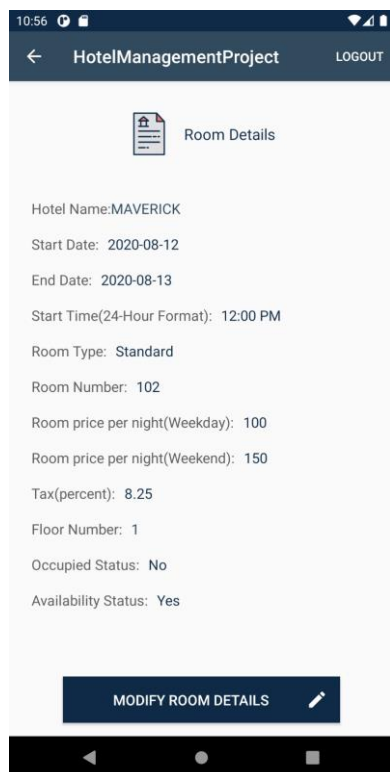 10:56
HotelManagementProject LOGOUT
Room Details
Hotel Name:MAVERICK
Start Date: 2020-08-12
End Date: 2020-08-13
Start Time(24-Hour Format): 12:00 PM
Room Type: Standard
Room Number: 102
Room price per night(Weekday): 100
Room price per night(Weekend): 150
Tax(percent): 8.25
Floor Number: 1
Occupied Status: No
Availability Status: Yes
MODIFY ROOM DETAILS